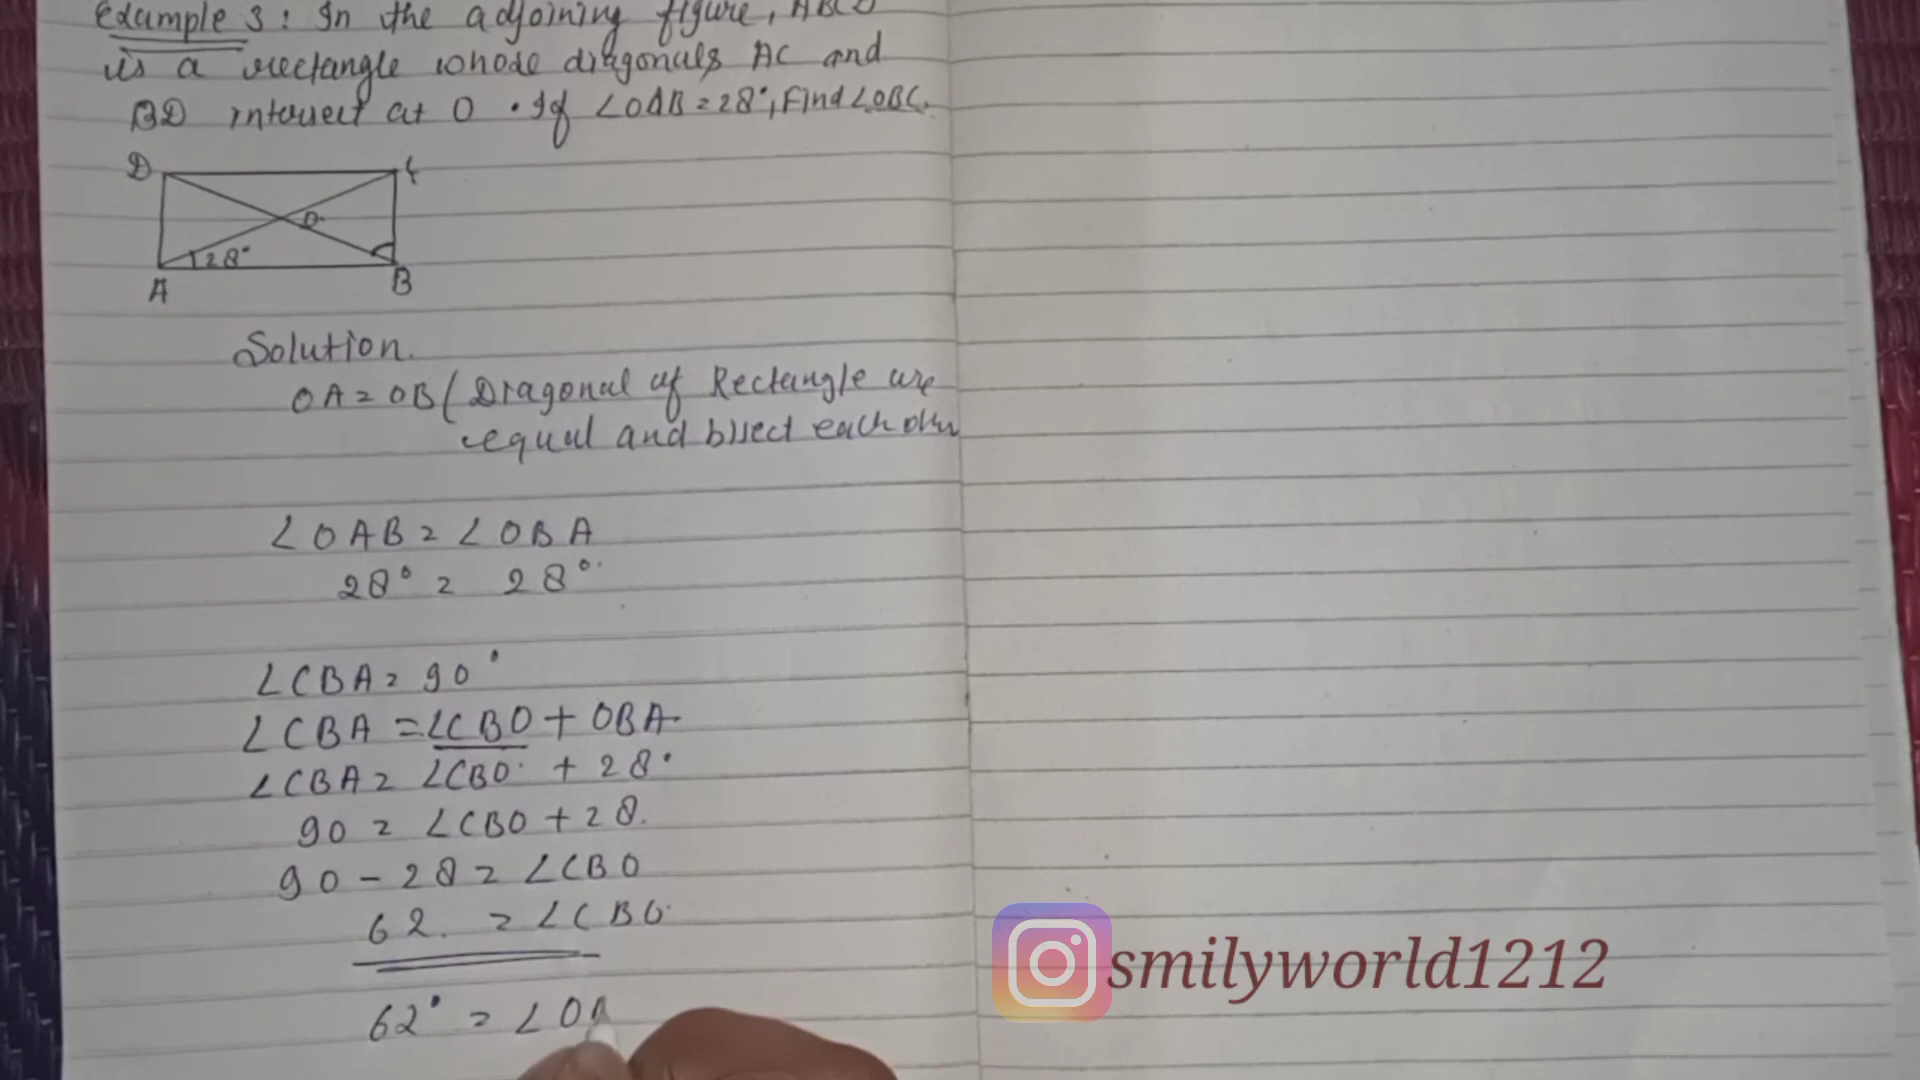 Example 3: In the adjoining figure, ABCD
is a rectangle whose diagonals AC and
BD intersect at O. If ∠OAB = 28°, Find ∠OBC.
D C
O
28°
A B
Solution.
OA = OB (Diagonal of Rectangle are
equal and bisect each other
∠OAB = ∠OBA
28° = 28°
∠CBA = 90°
∠CBA = ∠CBO + OBA
∠CBA = ∠CBO + 28°
90 = ∠CBO + 28.
90 - 28 = ∠CBO
62. = ∠CBO
smilyworld1212
62° = ∠O